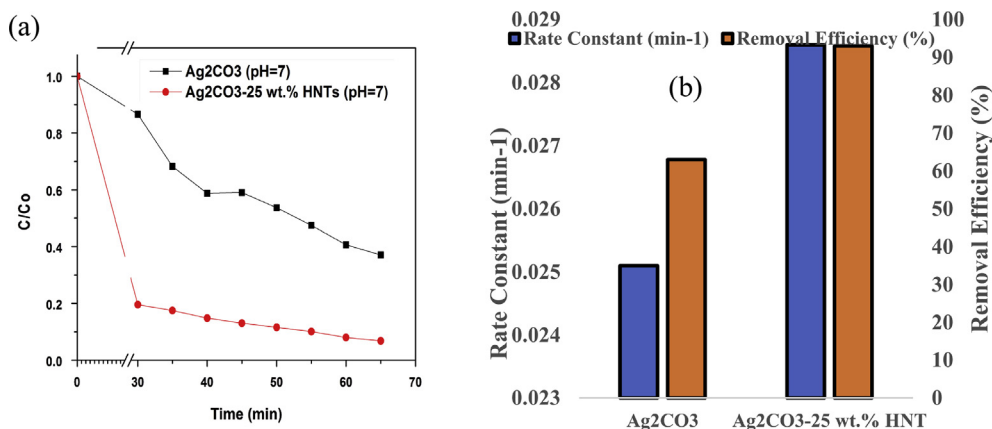 (a)
Ag2CO3 (pH=7)
Ag2CO3-25 wt.% HNTs (pH=7)
C/Co
1.0
0.8
0.6
0.4
0.2
0.0
0
30
40
50
60
70
Time (min)
(b)
Rate Constant (min-1)
Removal Efficiency (%)
Rate Constant (min-1)
0.029
0.028
0.027
0.026
0.025
0.024
0.023
Removal Efficiency (%)
100
90
80
70
60
50
40
30
20
10
0
Ag2CO3
Ag2CO3-25 wt.% HNT